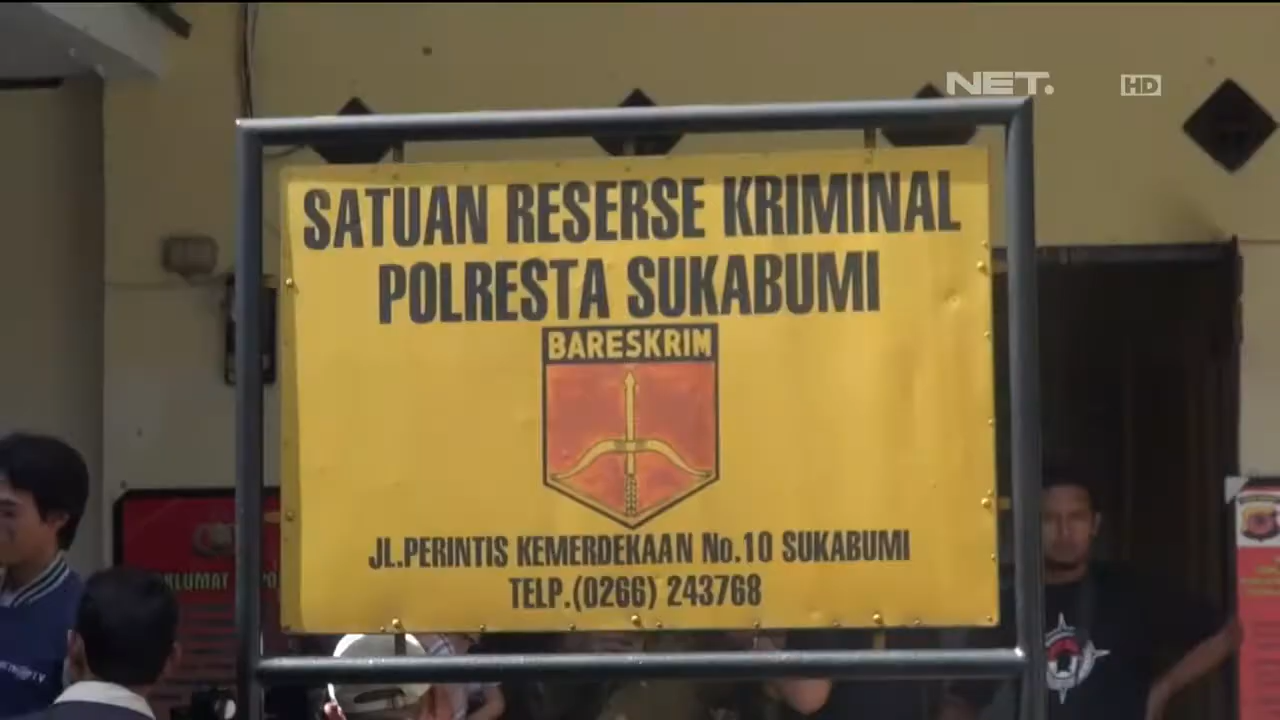 NET.
HD
SATUAN RESERSE KRIMINAL
POLRESTA SUKABUMI
BARESKRIM
JL.PERINTIS KEMERDEKAAN No.10 SUKABUMI
TELP.(0266) 243768